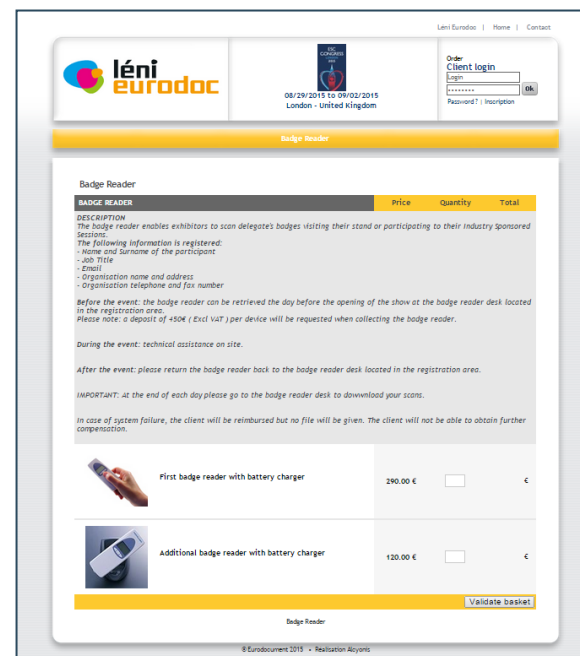 Léni Eurodoc | Home | Contact
léni
eurodoc
ESC
CONGRESS
08/29/2015 to 09/02/2015
London - United Kingdom
Order
Client login
Login
••••••••
Ok
Password? | Inscription
Badge Reader
Badge Reader
BADGE READER Price Quantity Total
DESCRIPTION
The badge reader enables exhibitors to scan delegate's badges visiting their stand or participating to their Industry Sponsored
Sessions.
The following information is registered:
- Name and Surname of the participant
- Job Title
- Email
- Organisation name and address
- Organisation telephone and fax number
Before the event: the badge reader can be retrieved the day before the opening of the show at the badge reader desk located
in the registration area.
Please note: a deposit of 450€ ( Excl VAT ) per device will be requested when collecting the badge reader.
During the event: technical assistance on site.
After the event: please return the badge reader back to the badge reader desk located in the registration area.
IMPORTANT: At the end of each day please go to the badge reader desk to dowwnload your scans.
In case of system failure, the client will be reimbursed but no file will be given. The client will not be able to obtain further
compensation.
First badge reader with battery charger 290.00 € €
Additional badge reader with battery charger 120.00 € €
Validate basket
Badge Reader
® Eurodocument 2015 • Realisation Alcyonis